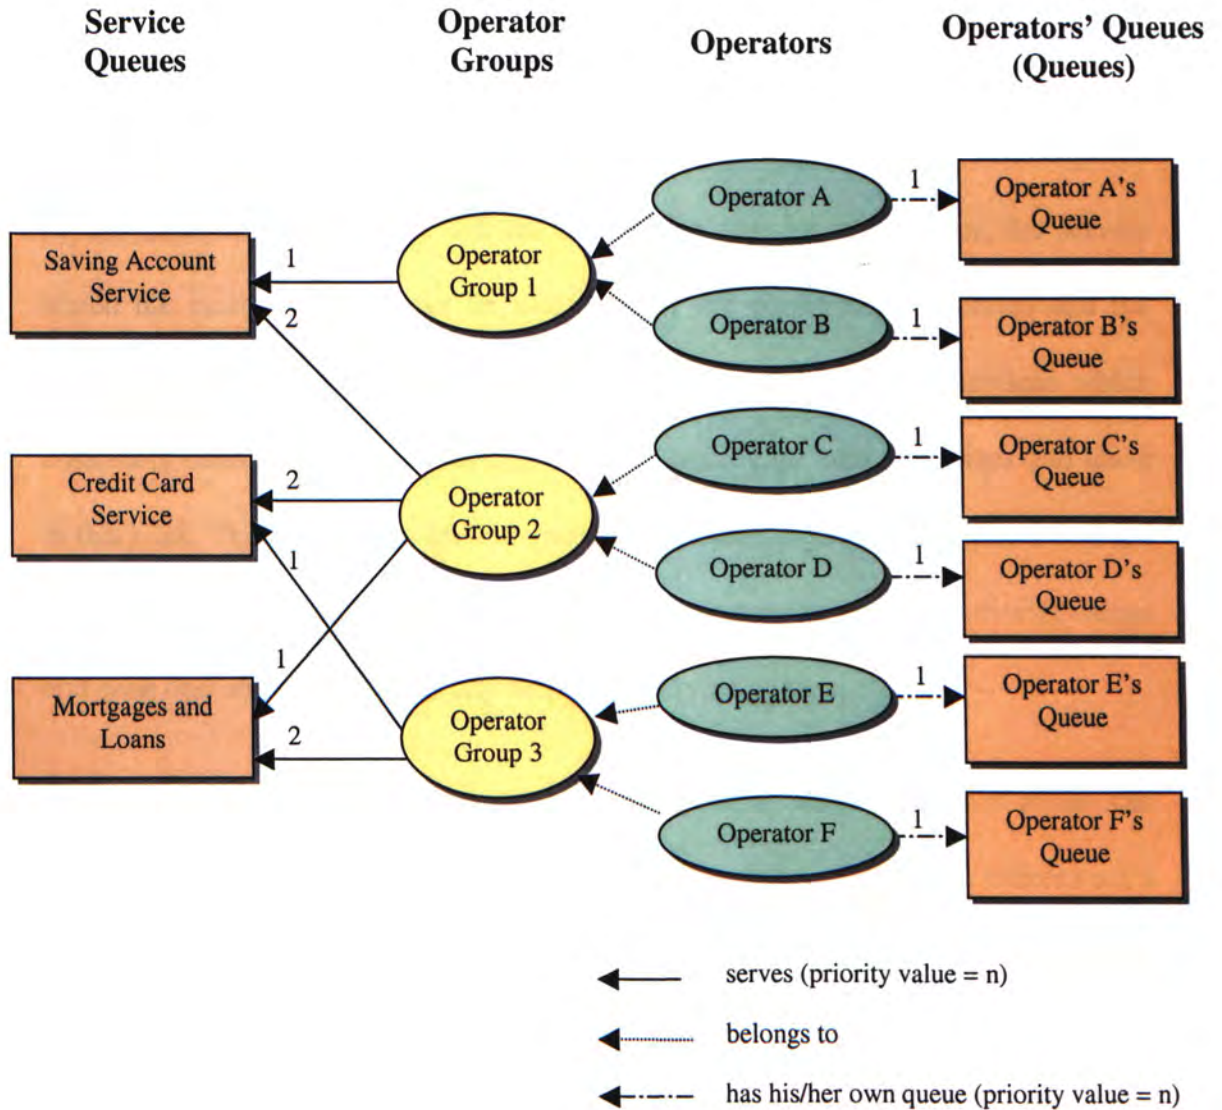 Service
Queues
Operator
Groups
Operators
Operators' Queues
(Queues)
Saving Account
Service
1
2
Operator
Group 1
Operator A
1
Operator A's
Queue
Operator B
1
Operator B's
Queue
Credit Card
Service
2
1
Operator
Group 2
Operator C
1
Operator C's
Queue
Operator D
1
Operator D's
Queue
Mortgages and
Loans
1
2
Operator
Group 3
Operator E
1
Operator E's
Queue
Operator F
1
Operator F's
Queue
serves (priority value = n)
belongs to
has his/her own queue (priority value = n)